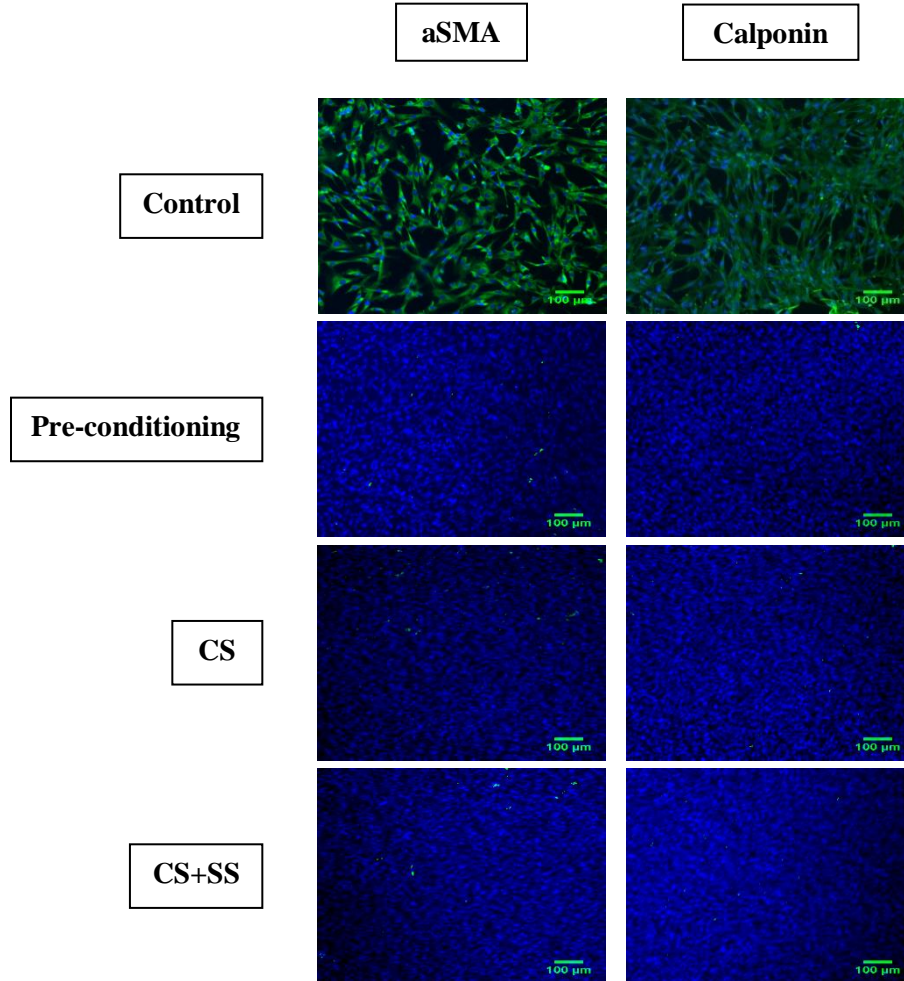 aSMA
Calponin
Control
100 µm
100 µm
Pre-conditioning
100 µm
100 µm
CS
100 µm
100 µm
CS+SS
100 µm
100 µm